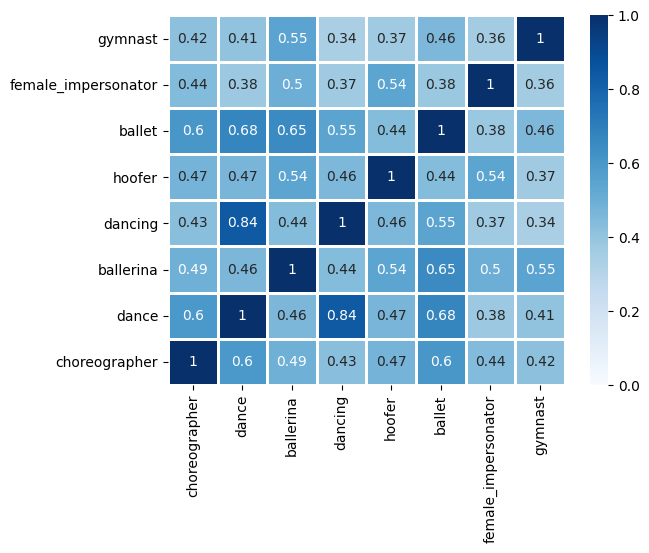 gymnast 0.42 0.41 0.55 0.34 0.37 0.46 0.36 1
female_impersonator 0.44 0.38 0.5 0.37 0.54 0.38 1 0.36
ballet 0.6 0.68 0.65 0.55 0.44 1 0.38 0.46
hoofer 0.47 0.47 0.54 0.46 1 0.44 0.54 0.37
dancing 0.43 0.84 0.44 1 0.46 0.55 0.37 0.34
ballerina 0.49 0.46 1 0.44 0.54 0.65 0.5 0.55
dance 0.6 1 0.46 0.84 0.47 0.68 0.38 0.41
choreographer 1 0.6 0.49 0.43 0.47 0.6 0.44 0.42
choreographer
dance
ballerina
dancing
hoofer
ballet
female_impersonator
gymnast
1.0
0.8
0.6
0.4
0.2
0.0